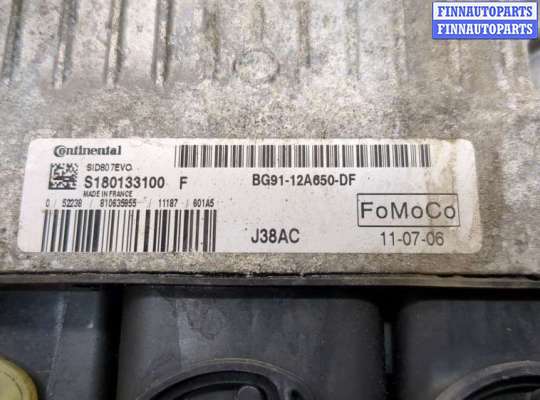 FINNAUTOPARTS
FINNAUTOPARTS
Continental
SID807EVO
S180133100 F
MADE IN FRANCE
0 / 52238 / 810635955 / 11187 / 601A5
BG91-12A650-DF
FoMoCo
J38AC
11-07-06